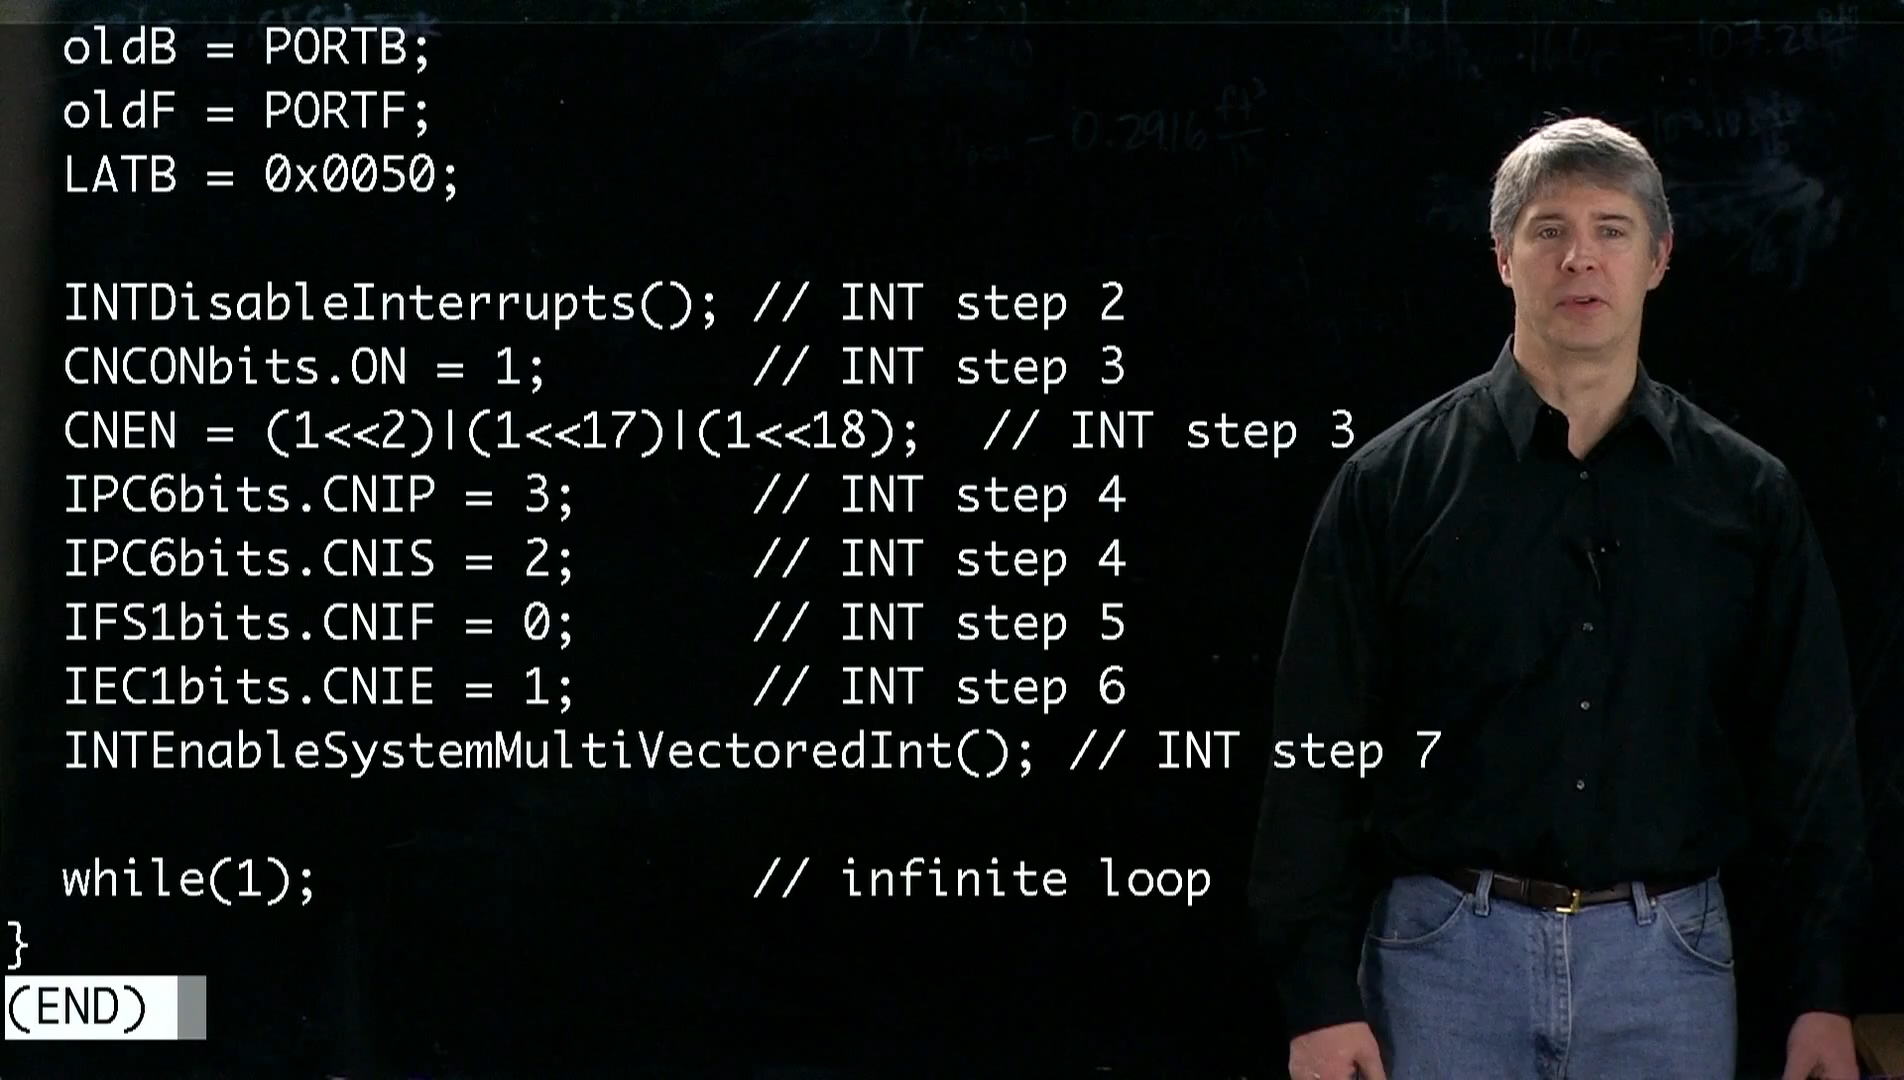 oldB = PORTB;
oldF = PORTF;
LATB = 0x0050;
INTDisableInterrupts(); // INT step 2
CNCONbits.ON = 1; // INT step 3
CNEN = (1<<2)|(1<<17)|(1<<18); // INT step 3
IPC6bits.CNIP = 3; // INT step 4
IPC6bits.CNIS = 2; // INT step 4
IFS1bits.CNIF = 0; // INT step 5
IEC1bits.CNIE = 1; // INT step 6
INTEnableSystemMultiVectoredInt(); // INT step 7
while(1); // infinite loop
}
(END)
- 0.2916 ft³